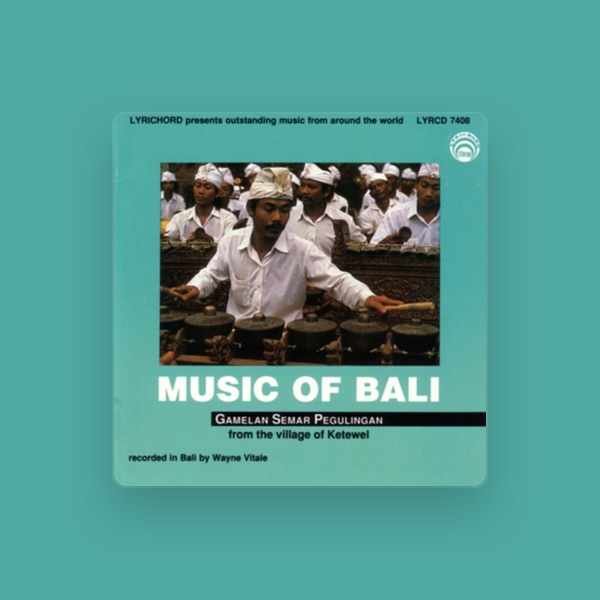 LYRICHORD presents outstanding music from around the world LYRCD 7408
MUSIC OF BALI
GAMELAN SEMAR PEGULINGAN
from the village of Ketewel
recorded in Bali by Wayne Vitale